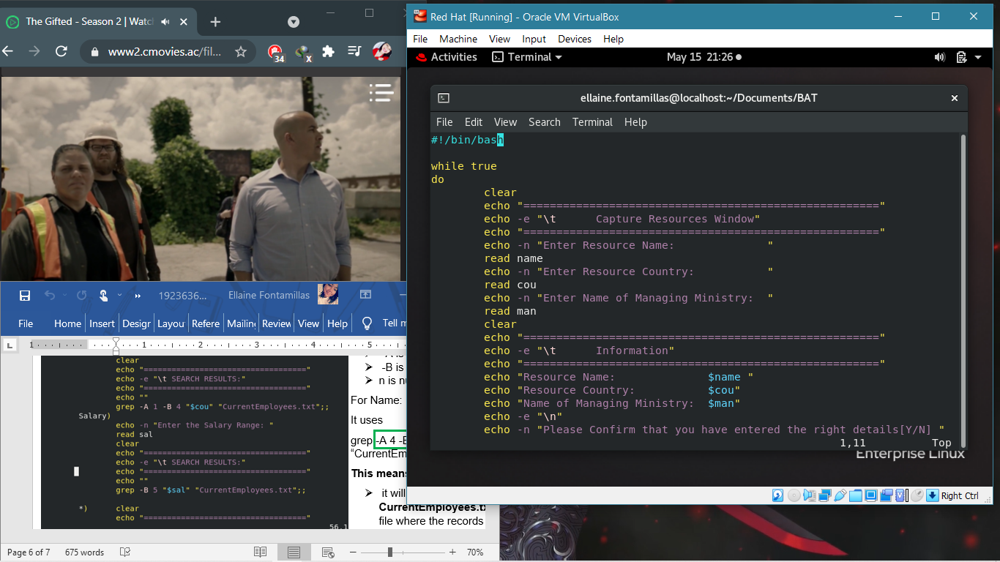 The Gifted - Season 2 | Watch
www2.cmovies.ac/fil...
34
x
Red Hat [Running] - Oracle VM VirtualBox
File Machine View Input Devices Help
Activities Terminal May 15 21:26
ellaine.fontamillas@localhost:~/Documents/BAT
File Edit View Search Terminal Help
#!/bin/bash
while true
do
clear
echo "======================================================"
echo -e "\t Capture Resources Window"
echo "======================================================"
echo -n "Enter Resource Name: "
read name
echo -n "Enter Resource Country: "
read cou
echo -n "Enter Name of Managing Ministry: "
read man
clear
echo "======================================================"
echo -e "\t Information"
echo "======================================================"
echo "Resource Name: $name "
echo "Resource Country: $cou"
echo "Name of Managing Ministry: $man"
echo -e "\n"
echo -n "Please Confirm that you have entered the right details[Y/N] "
1,11 Top
Enterprise Linux
Right Ctrl
1923636... Ellaine Fontamillas
File Home Insert Design Layou Refere Mailin Review View Help Tell m
1 1 2 3 4 5
clear
echo "===================================="
echo -e "\t SEARCH RESULTS:"
echo "===================================="
echo ""
grep -A 1 -B 4 "$cou" "CurrentEmployees.txt";;
Salary)
echo -n "Enter the Salary Range: "
read sal
clear
echo "===================================="
echo -e "\t SEARCH RESULTS:"
echo "===================================="
echo ""
grep -B 5 "$sal" "CurrentEmployees.txt";;
*) clear
echo "===================================="
56,1
-B is
n is nu
For Name:
It uses
grep -A 4 -B
“CurrentEm
This means
it will
CurrentEmployees.t
file where the records
Page 6 of 7 675 words 70%